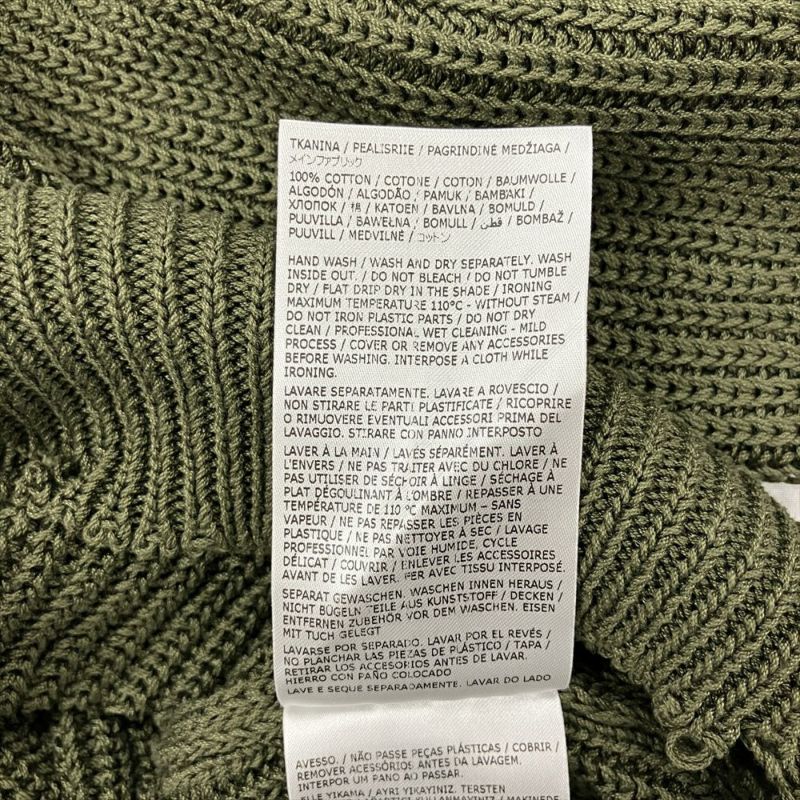 TKANINA / PEALISRIIE / PAGRINDINĖ MEDŽIAGA /
メインファブリック
100% COTTON / COTONE / COTON / BAUMWOLLE /
ALGODÓN / ALGODÃO / PAMUK / ΒΑΜΒΑΚΙ /
ХЛОПОК / 棉 / KATOEN / BAVLNA / BOMULD /
PUUVILLA / BAWEŁNA / BOMULL / قطن / BOMBAŽ /
PUUVILL / MEDVILNĖ / コットン
HAND WASH / WASH AND DRY SEPARATELY. WASH
INSIDE OUT. / DO NOT BLEACH / DO NOT TUMBLE
DRY / FLAT DRIP DRY IN THE SHADE / IRONING
MAXIMUM TEMPERATURE 110°C - WITHOUT STEAM /
DO NOT IRON PLASTIC PARTS / DO NOT DRY
CLEAN / PROFESSIONAL WET CLEANING - MILD
PROCESS / COVER OR REMOVE ANY ACCESSORIES
BEFORE WASHING. INTERPOSE A CLOTH WHILE
IRONING.
LAVARE SEPARATAMENTE. LAVARE A ROVESCIO /
NON STIRARE LE PARTI PLASTIFICATE / RICOPRIRE
O RIMUOVERE EVENTUALI ACCESSORI PRIMA DEL
LAVAGGIO. STIRARE CON PANNO INTERPOSTO
LAVER À LA MAIN / LAVÉS SÉPARÉMENT. LAVER À
L'ENVERS / NE PAS TRAITER AVEC DU CHLORE / NE
PAS UTILISER DE SÉCHOIR À LINGE / SÉCHAGE À
PLAT DÉGOULINANT À L'OMBRE / REPASSER À UNE
TEMPÉRATURE DE 110 °C MAXIMUM – SANS
VAPEUR / NE PAS REPASSER LES PIÈCES EN
PLASTIQUE / NE PAS NETTOYER À SEC / LAVAGE
PROFESSIONNEL PAR VOIE HUMIDE, CYCLE
DÉLICAT / COUVRIR / ENLEVER LES ACCESSOIRES
AVANT DE LES LAVER. FER AVEC TISSU INTERPOSÉ.
SEPARAT GEWASCHEN. WASCHEN INNEN HERAUS /
NICHT BÜGELN TEILE AUS KUNSTSTOFF / DECKEN /
ENTFERNEN ZUBEHÖR VOR DEM WASCHEN. EISEN
MIT TUCH GELEGT
LAVARSE POR SEPARADO. LAVAR POR EL REVÉS /
NO PLANCHAR LAS PIEZAS DE PLÁSTICO / TAPA /
RETIRAR LOS ACCESORIOS ANTES DE LAVAR.
HIERRO CON PAÑO COLOCADO
LAVE E SEQUE SEPARADAMENTE. LAVAR DO LADO
AVESSO. / NÃO PASSE PEÇAS PLÁSTICAS / COBRIR /
REMOVER ACESSÓRIOS ANTES DA LAVAGEM.
INTERPOR UM PANO AO PASSAR.
ELLE YIKAMA / AYRI YIKAYINIZ. TERSTEN
KULLANMAYINIZ / MAKINEDE